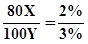 80X/100Y = 2%/3%